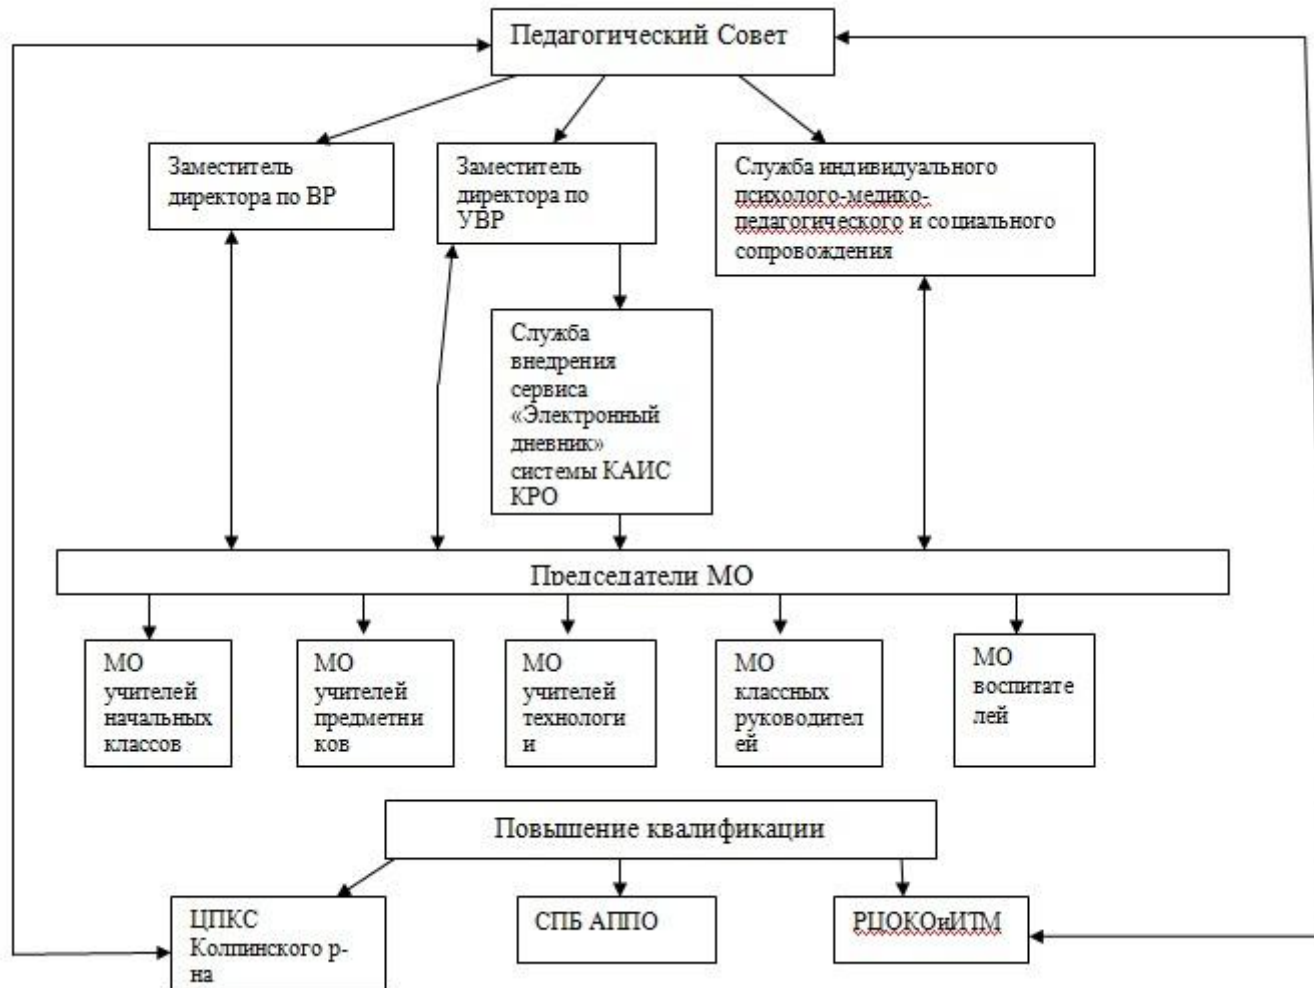 Педагогический Совет
Заместитель
директора по ВР
Заместитель
директора по
УВР
Служба индивидуального
психолого-медико-
педагогического и социального
сопровождения
Служба
внедрения
сервиса
«Электронный
дневник»
системы КАИС
КРО
Председатели МО
МО
учителей
начальных
классов
МО
учителей
предметни
ков
МО
учителей
технологи
и
МО
классных
руководител
ей
МО
воспитате
лей
Повышение квалификации
ЦПКС
Колпинского р-
на
СПБ АППО
РЦОКОиИТМ